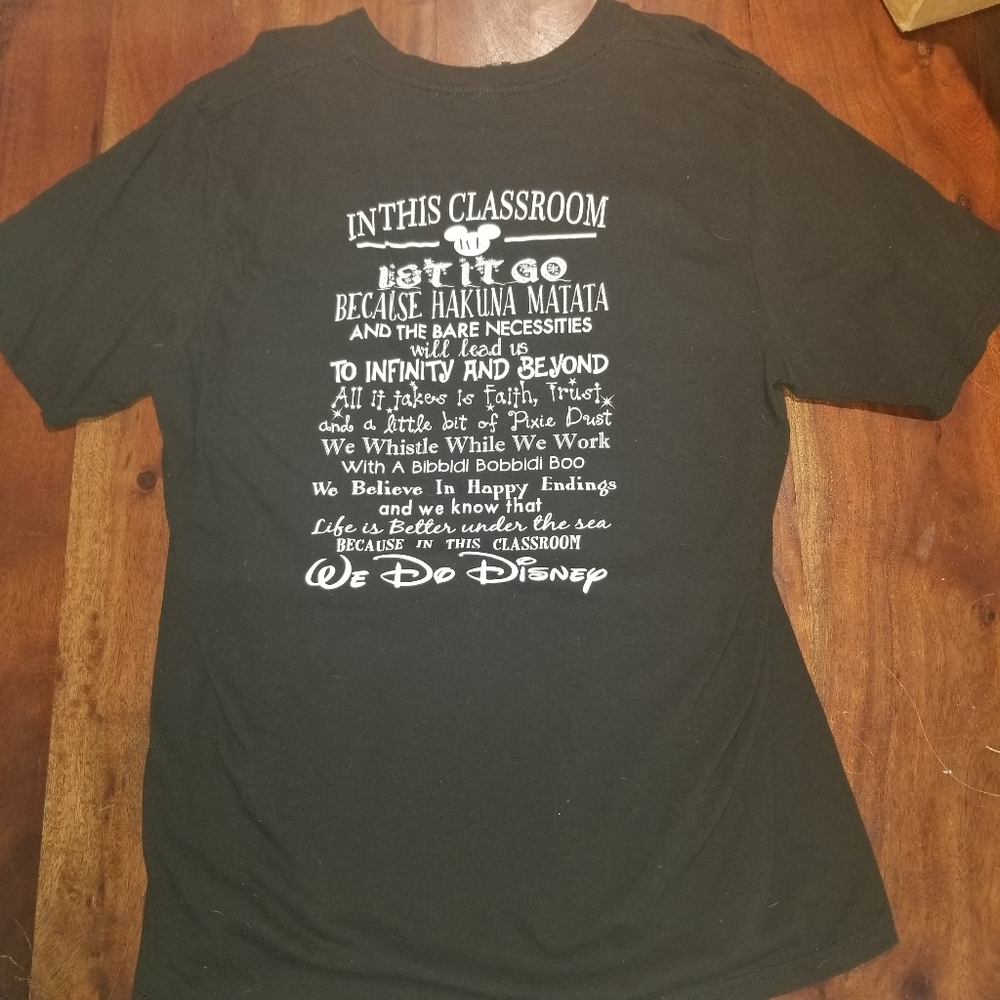 IN THIS CLASSROOM
LET IT GO
BECAUSE HAKUNA MATATA
AND THE BARE NECESSITIES
will lead us
TO INFINITY AND BEYOND
All it takes is Faith, Trust,
and a little bit of Pixie Dust
We Whistle While We Work
With A Bibbidi Bobbidi Boo
We Believe In Happy Endings
and we know that
Life is Better under the sea
BECAUSE IN THIS CLASSROOM
WE DO DISNEY